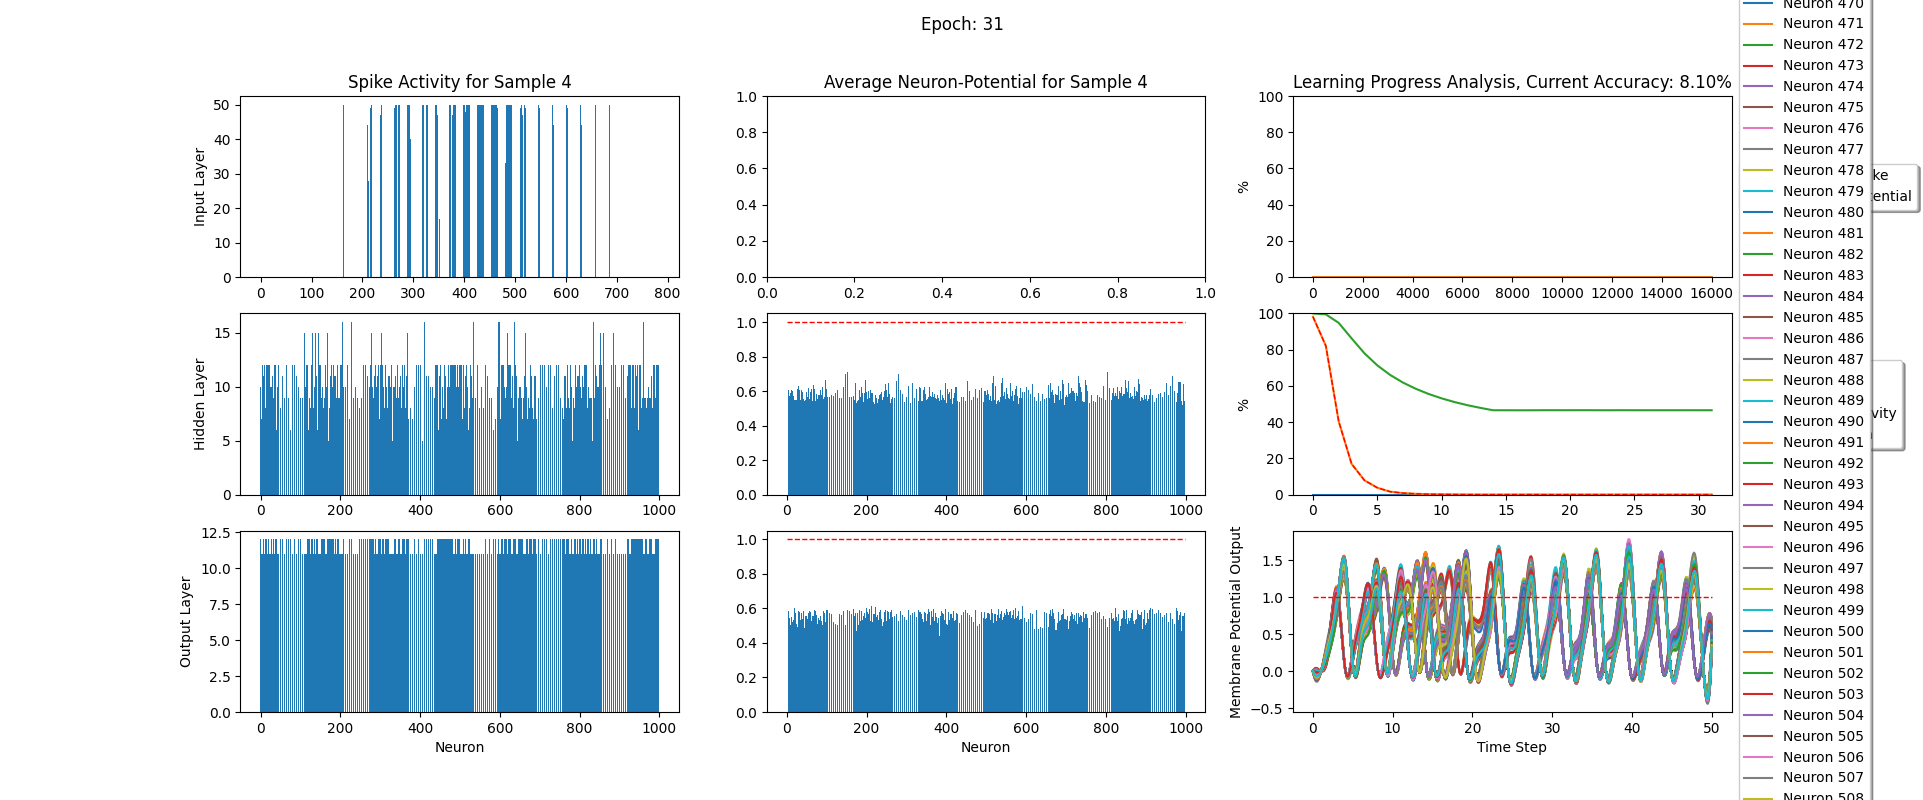 Epoch: 31
Spike Activity for Sample 4
Input Layer
50
40
30
20
10
0
0 100 200 300 400 500 600 700 800
Average Neuron-Potential for Sample 4
1.0
0.8
0.6
0.4
0.2
0.0
0.0 0.2 0.4 0.6 0.8 1.0
Learning Progress Analysis, Current Accuracy: 8.10%
%
100
80
60
40
20
0
0 2000 4000 6000 8000 10000 12000 14000 16000
Hidden Layer
15
10
5
0
0 200 400 600 800 1000
1.0
0.8
0.6
0.4
0.2
0.0
0 200 400 600 800 1000
%
100
80
60
40
20
0
0 5 10 15 20 25 30
Output Layer
12.5
10.0
7.5
5.0
2.5
0.0
0 200 400 600 800 1000
Neuron
1.0
0.8
0.6
0.4
0.2
0.0
0 200 400 600 800 1000
Neuron
Membrane Potential Output
1.5
1.0
0.5
0.0
−0.5
0 10 20 30 40 50
Time Step
Neuron 470
Neuron 471
Neuron 472
Neuron 473
Neuron 474
Neuron 475
Neuron 476
Neuron 477
Neuron 478
Neuron 479
Neuron 480
Neuron 481
Neuron 482
Neuron 483
Neuron 484
Neuron 485
Neuron 486
Neuron 487
Neuron 488
Neuron 489
Neuron 490
Neuron 491
Neuron 492
Neuron 493
Neuron 494
Neuron 495
Neuron 496
Neuron 497
Neuron 498
Neuron 499
Neuron 500
Neuron 501
Neuron 502
Neuron 503
Neuron 504
Neuron 505
Neuron 506
Neuron 507
Neuron 508
ke
ential
vity